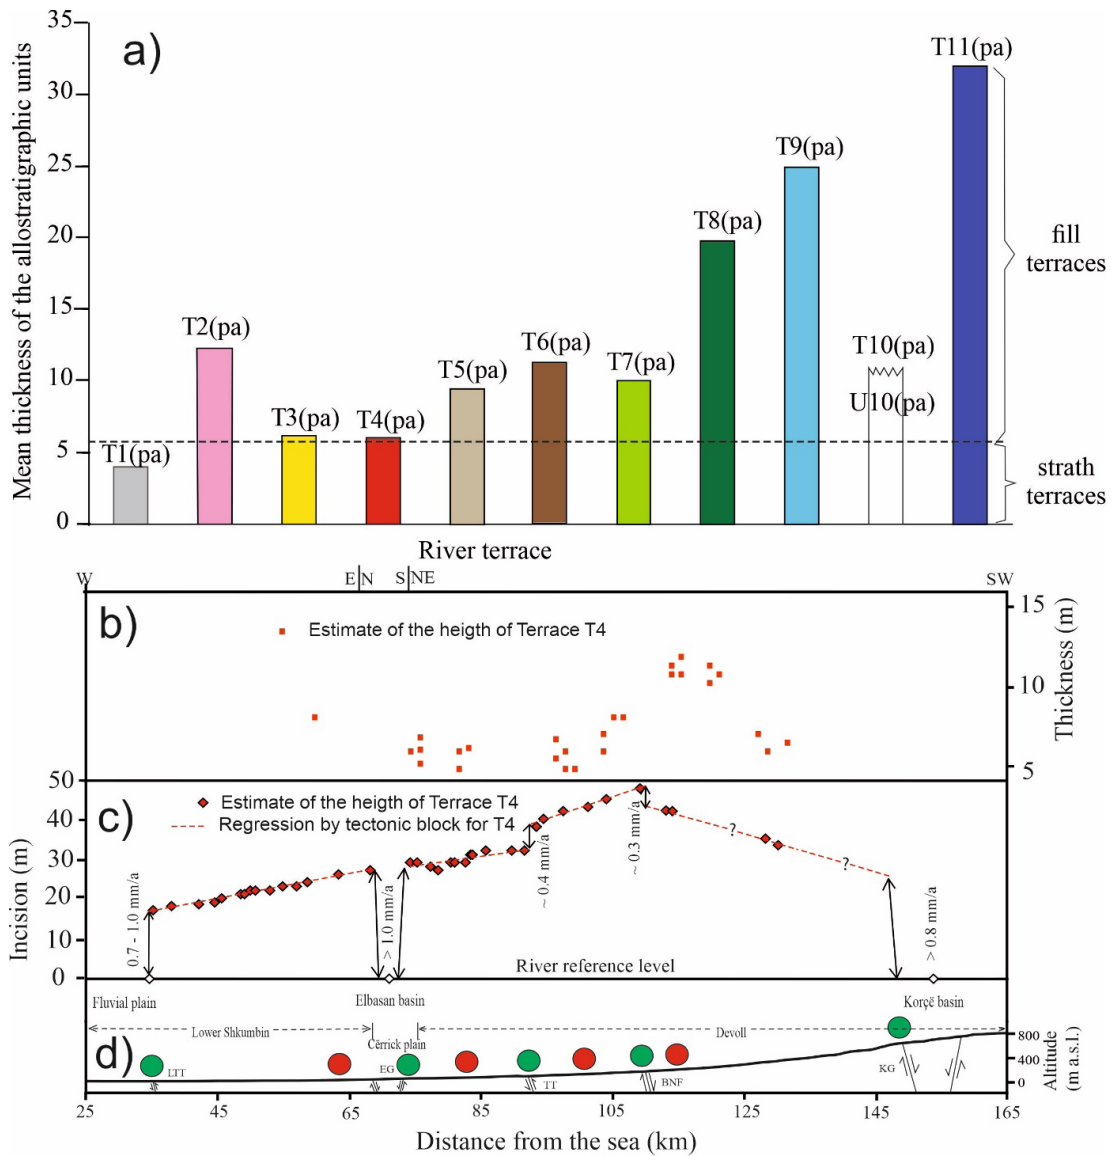 a)
Mean thickness of the allostratigraphic units
35
30
25
20
15
10
5
0
T1(pa)
T2(pa)
T3(pa)
T4(pa)
T5(pa)
T6(pa)
T7(pa)
T8(pa)
T9(pa)
T10(pa)
U10(pa)
T11(pa)
fill
terraces
strath
terraces
River terrace
W
E N
S NE
SW
b)
Estimate of the heigth of Terrace T4
15
10
5
Thickness (m)
c)
Estimate of the heigth of Terrace T4
Regression by tectonic block for T4
50
40
30
20
10
0
Incision (m)
0.7 - 1.0 mm/a
> 1.0 mm/a
~ 0.4 mm/a
~ 0.3 mm/a
? ?
> 0.8 mm/a
River reference level
Fluvial plain
Elbasan basin
Korçë basin
Lower Shkumbin
Cërrick plain
Devoll
d)
LTT
EG
TT
BNF
KG
800
400
0
Altitude
(m a.s.l.)
25 45 65 85 105 125 145 165
Distance from the sea (km)